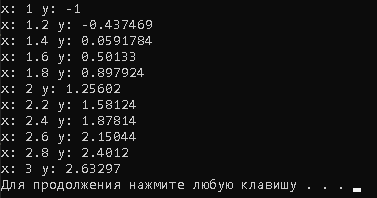 x: 1 y: -1
x: 1.2 y: -0.437469
x: 1.4 y: 0.0591784
x: 1.6 y: 0.50133
x: 1.8 y: 0.897924
x: 2 y: 1.25602
x: 2.2 y: 1.58124
x: 2.4 y: 1.87814
x: 2.6 y: 2.15044
x: 2.8 y: 2.4012
x: 3 y: 2.63297
Для продолжения нажмите любую клавишу . . .